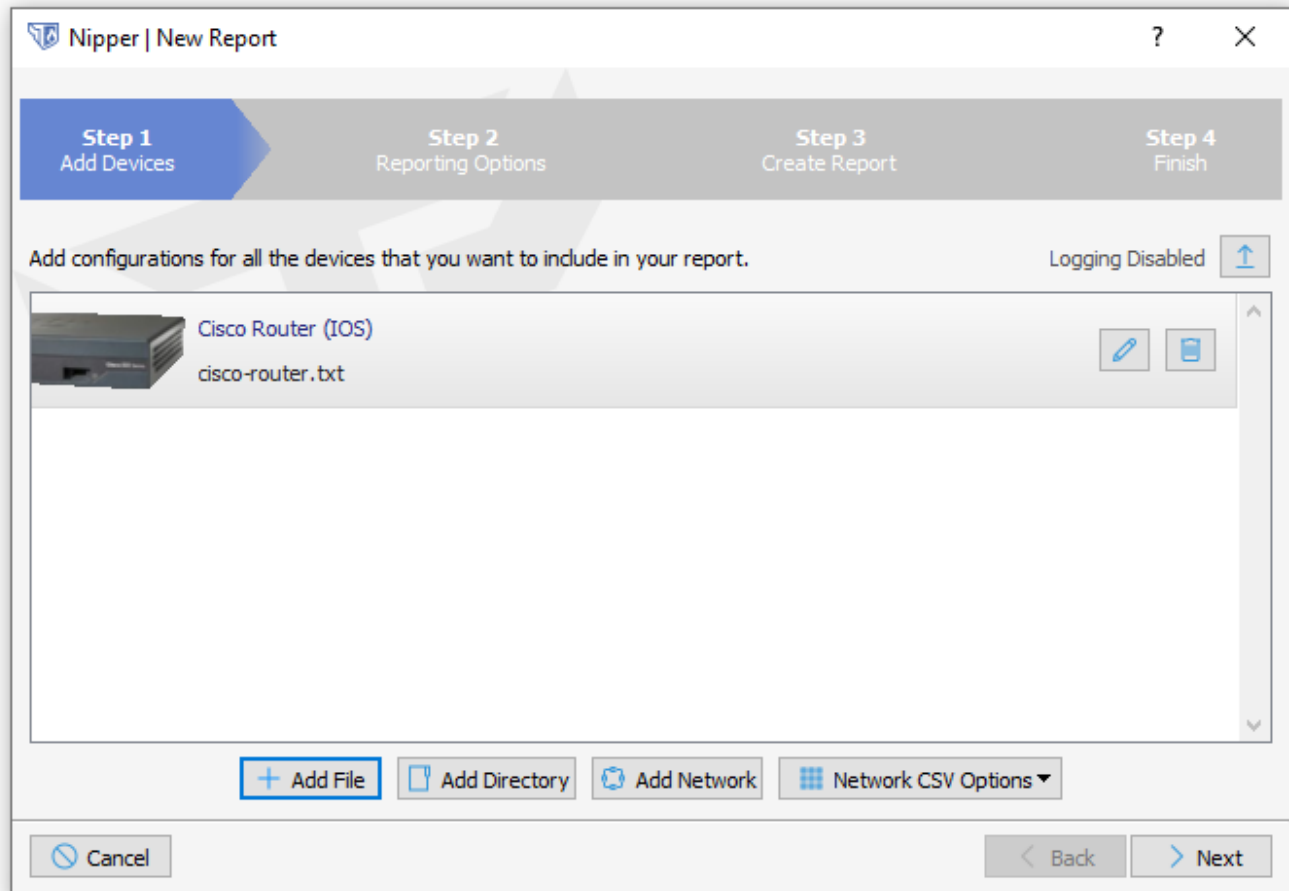 Nipper | New Report
?
Step 1
Add Devices
Step 2
Reporting Options
Step 3
Create Report
Step 4
Finish
Add configurations for all the devices that you want to include in your report.
Logging Disabled
Cisco Router (IOS)
cisco-router.txt
Add File
Add Directory
Add Network
Network CSV Options
Cancel
Back
Next